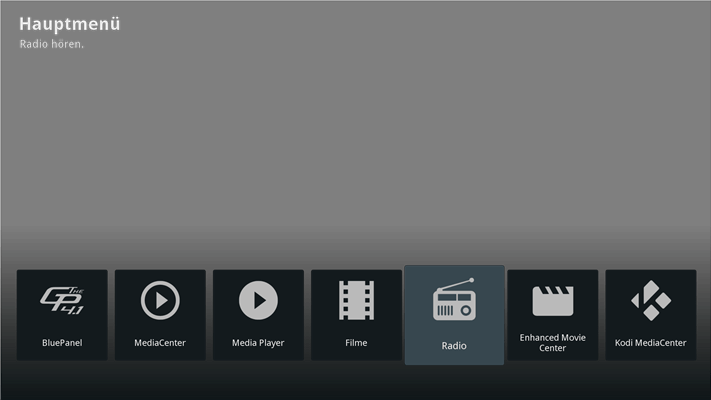 Hauptmenü
Radio hören.
THE
GP
4.1
BluePanel
MediaCenter
Media Player
Filme
Radio
Enhanced Movie
Center
Kodi MediaCenter